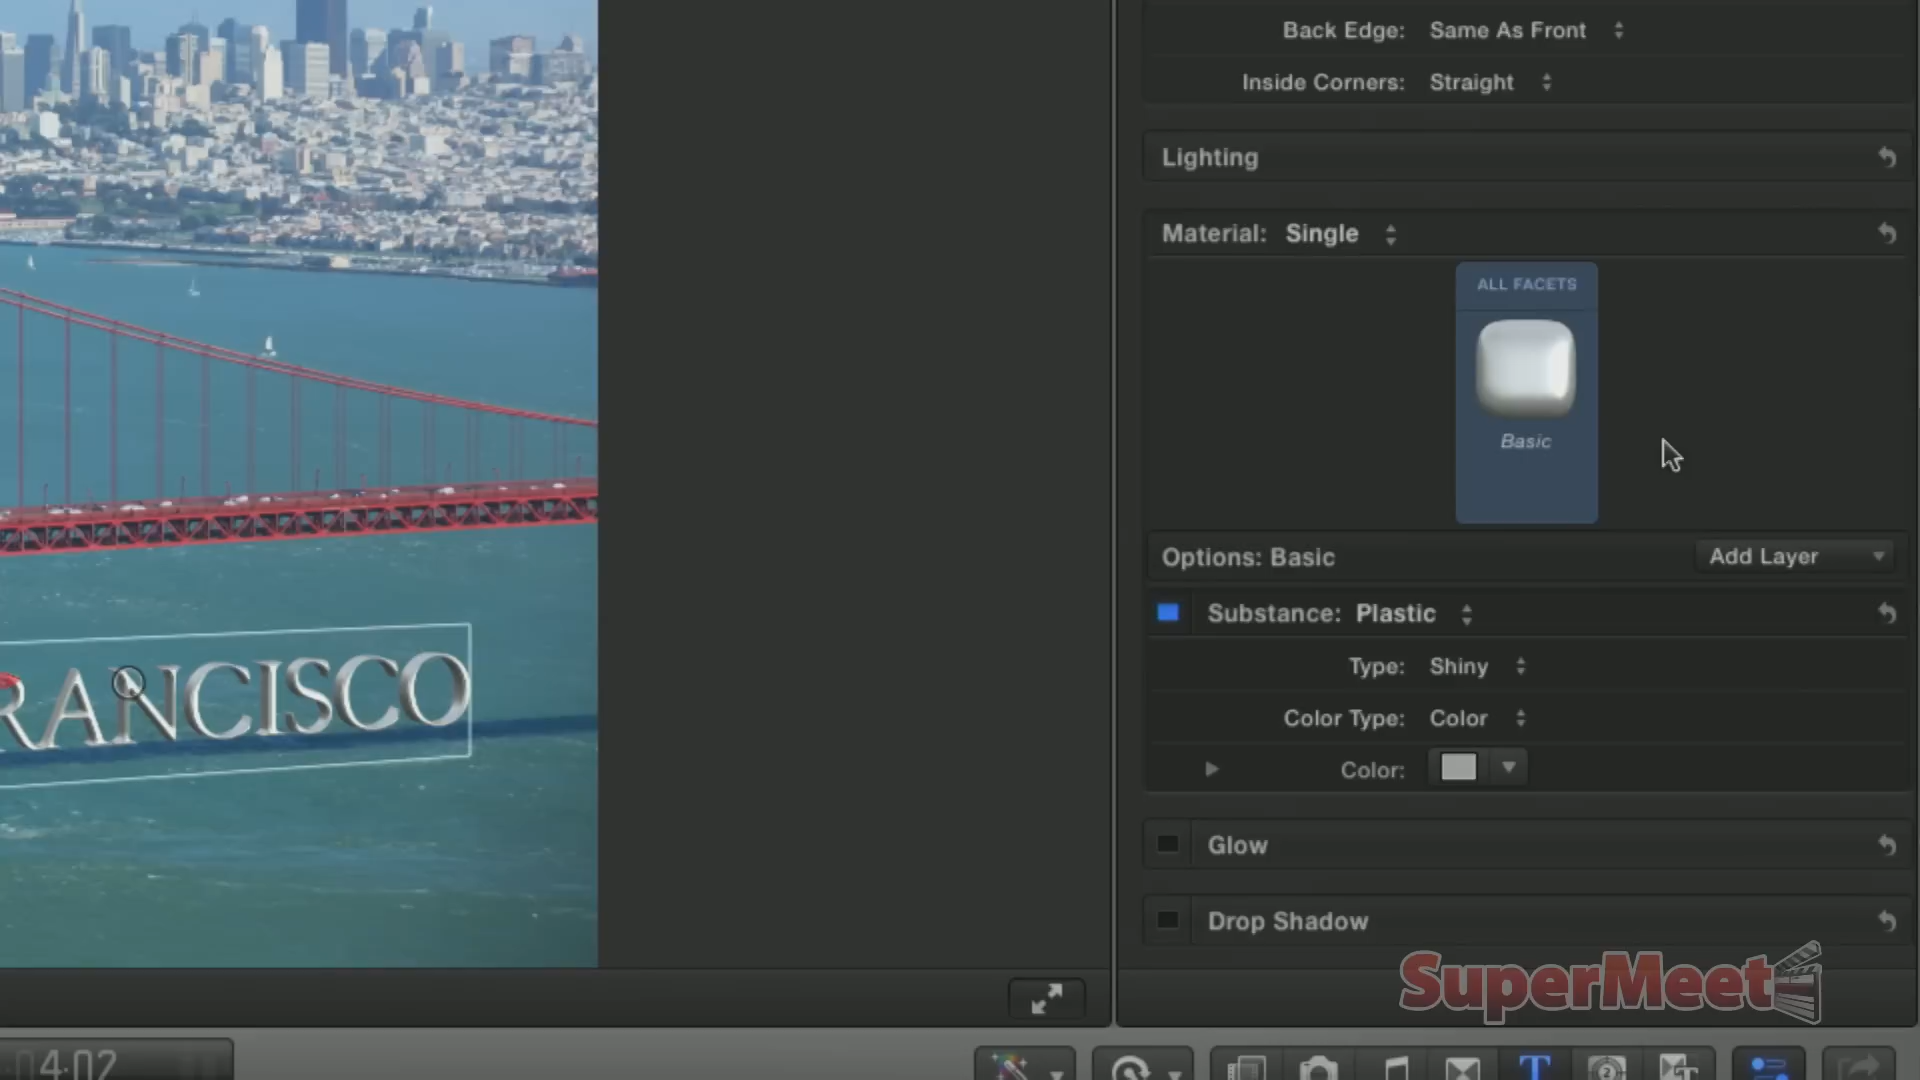 Back Edge: Same As Front
Inside Corners: Straight
Lighting
Material: Single
ALL FACETS
Basic
Options: Basic Add Layer
Substance: Plastic
Type: Shiny
Color Type: Color
Color:
Glow
Drop Shadow
RANCISCO
SuperMeet
4:02
T
2
T